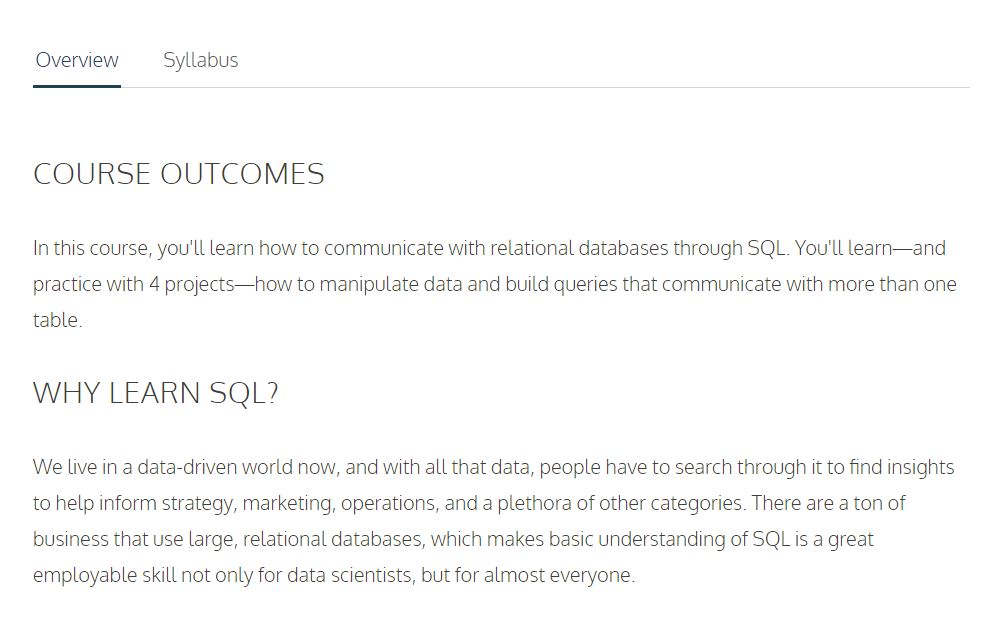 Overview Syllabus
COURSE OUTCOMES
In this course, you'll learn how to communicate with relational databases through SQL. You'll learn—and
practice with 4 projects—how to manipulate data and build queries that communicate with more than one
table.
WHY LEARN SQL?
We live in a data-driven world now, and with all that data, people have to search through it to find insights
to help inform strategy, marketing, operations, and a plethora of other categories. There are a ton of
business that use large, relational databases, which makes basic understanding of SQL is a great
employable skill not only for data scientists, but for almost everyone.